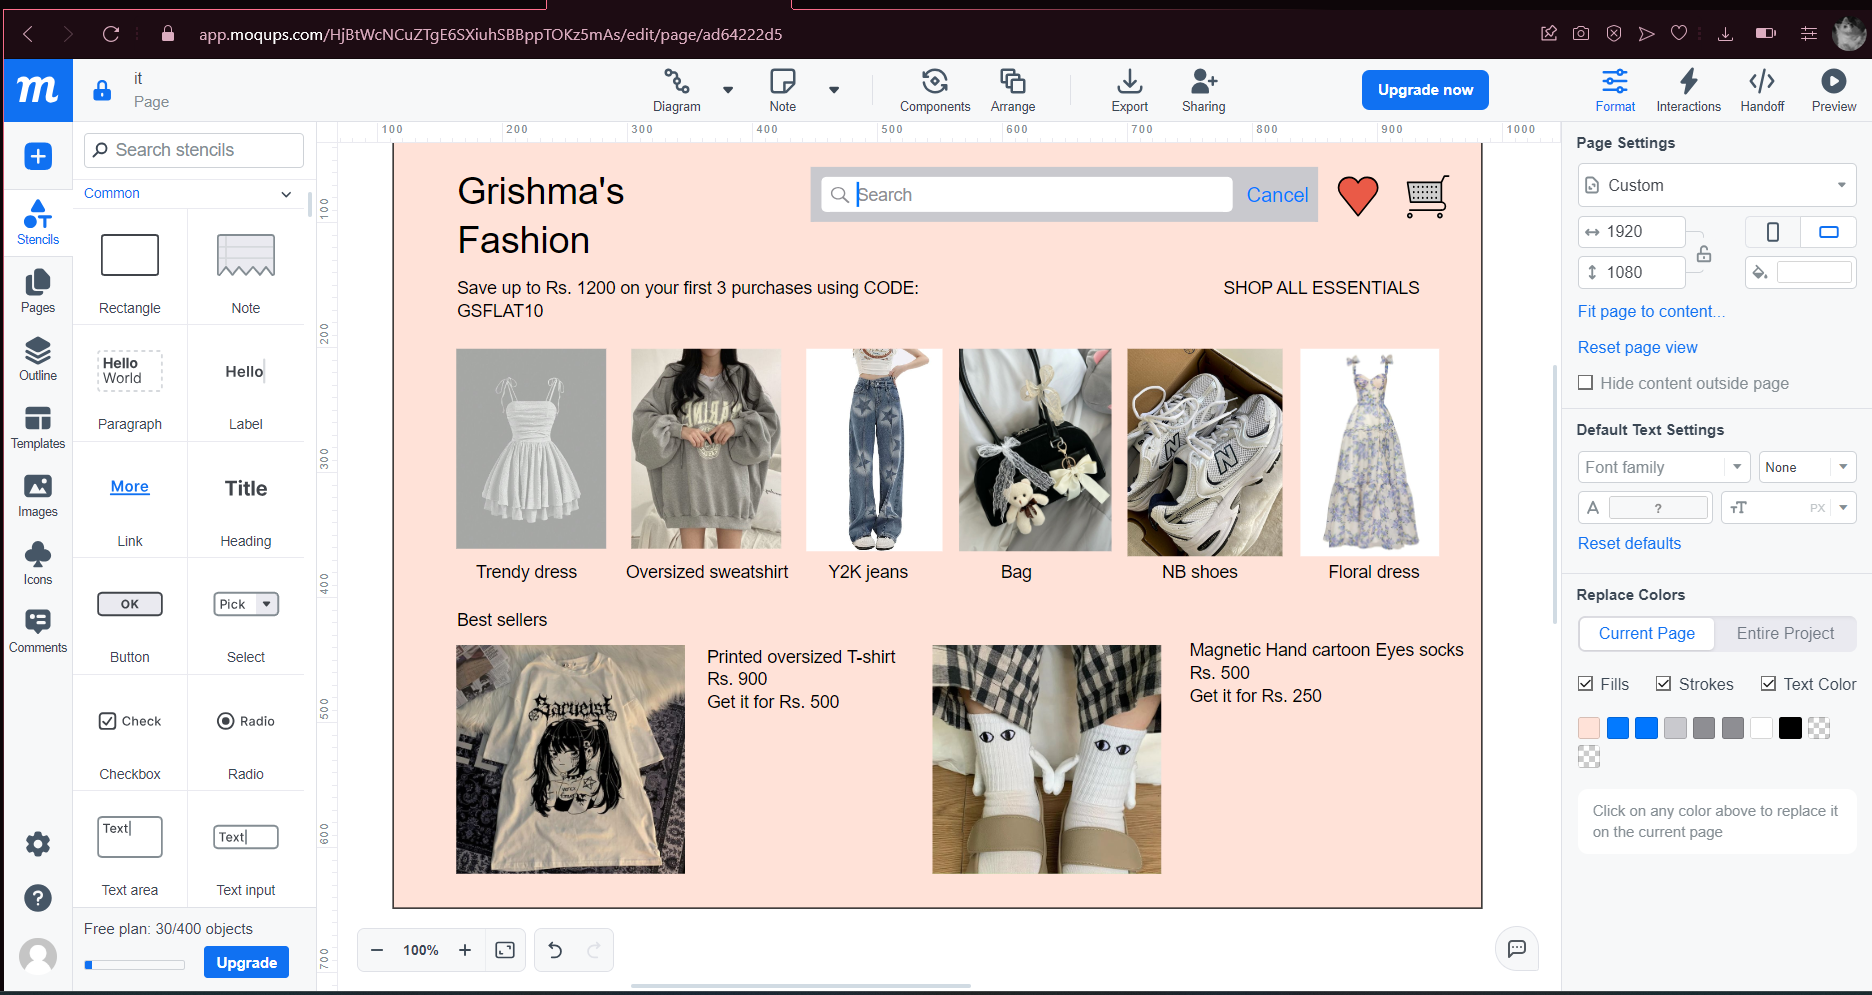 app.moqups.com/HjBtWcNCuZTgE6SXiuhSBBppTOKz5mAs/edit/page/ad64222d5
m
it
Page
Diagram
Note
Components
Arrange
Export
Sharing
Upgrade now
Format
Interactions
Handoff
Preview
Stencils
Pages
Outline
Templates
Images
Icons
Comments
Search stencils
Common
Rectangle
Note
Hello
World
Hello
Paragraph
Label
More
Title
Link
Heading
OK
Pick
Button
Select
Check
Radio
Checkbox
Radio
Text
Text
Text area
Text input
Free plan: 30/400 objects
Upgrade
100 200 300 400 500 600 700 800 900 1000
100
200
300
400
500
600
700
Grishma's
Fashion
Search
Cancel
Save up to Rs. 1200 on your first 3 purchases using CODE:
GSFLAT10
SHOP ALL ESSENTIALS
N
N
Trendy dress
Oversized sweatshirt
Y2K jeans
Bag
NB shoes
Floral dress
Best sellers
Printed oversized T-shirt
Rs. 900
Get it for Rs. 500
Magnetic Hand cartoon Eyes socks
Rs. 500
Get it for Rs. 250
100%
Page Settings
Custom
1920
1080
Fit page to content...
Reset page view
Hide content outside page
Default Text Settings
Font family
None
A
?
TT
PX
Reset defaults
Replace Colors
Current Page
Entire Project
Fills
Strokes
Text Color
Click on any color above to replace it
on the current page